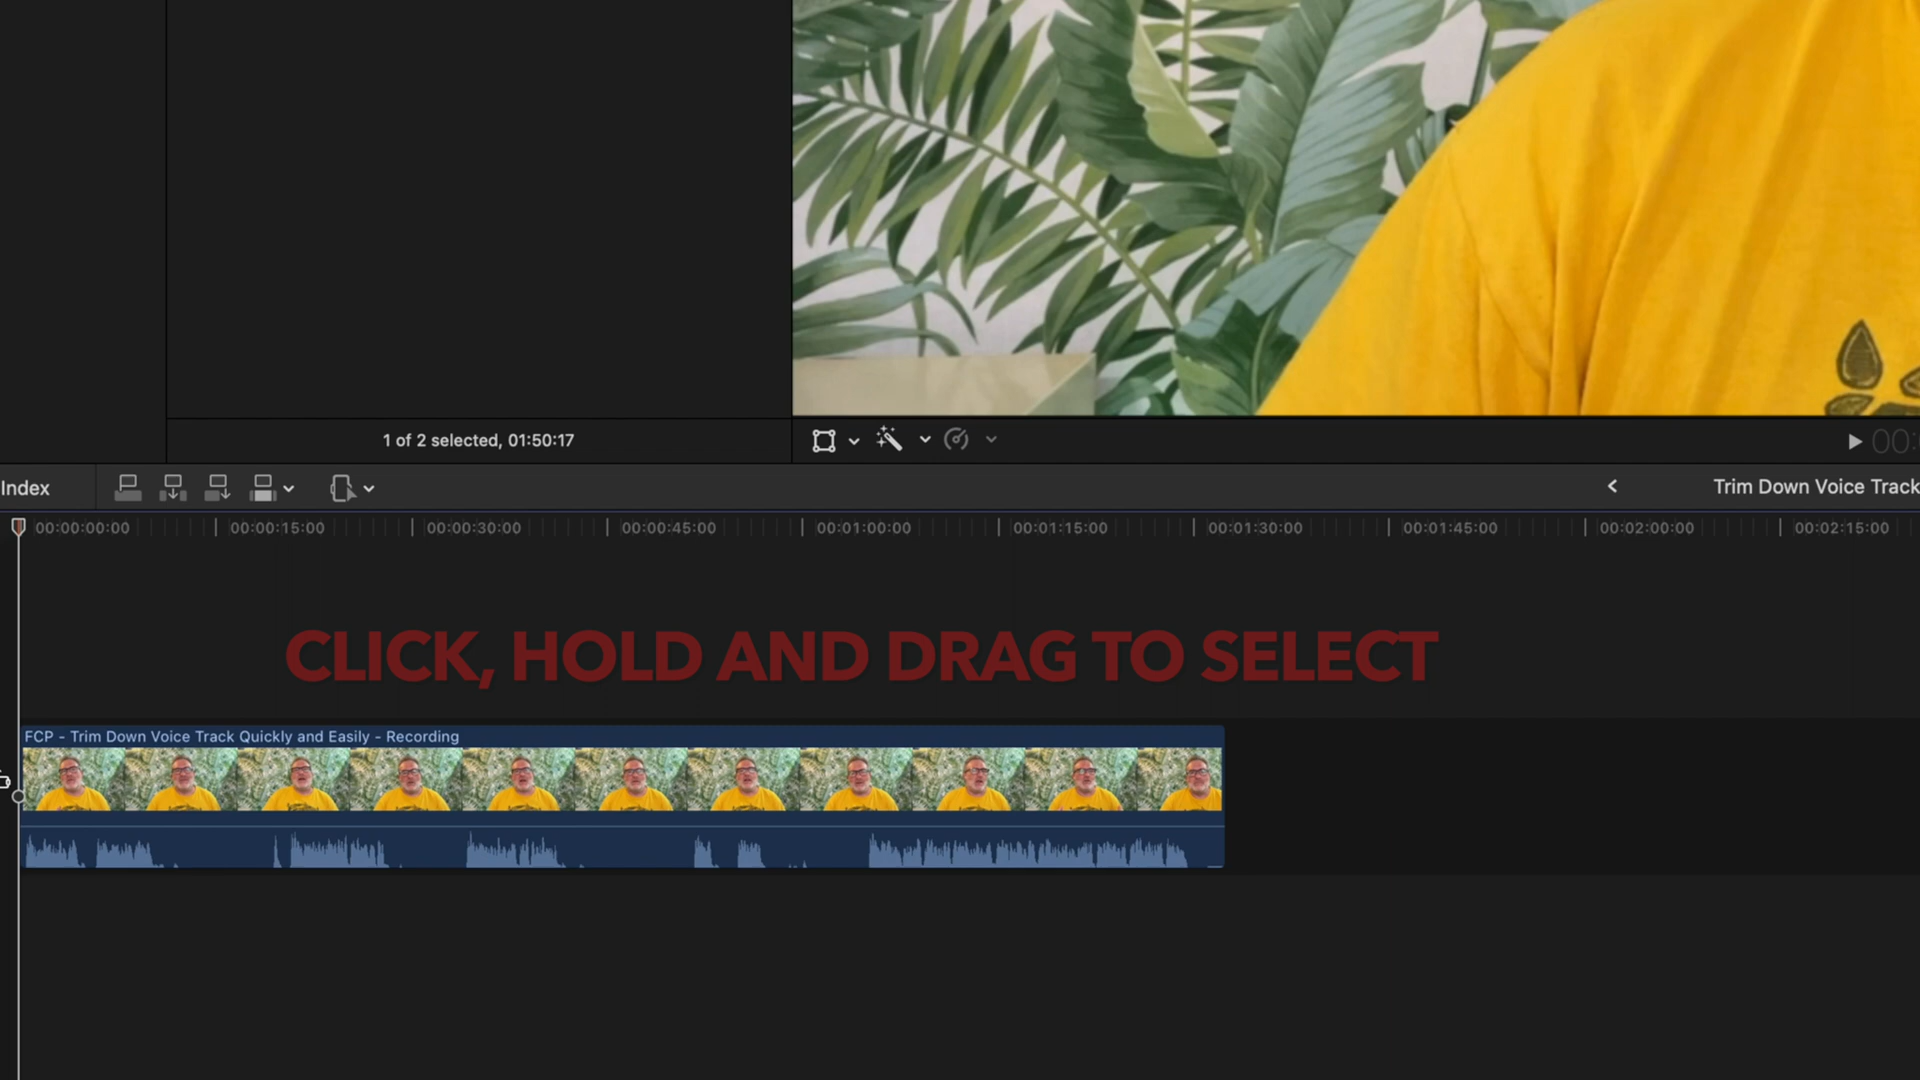 1 of 2 selected, 01:50:17
00:
Index
Trim Down Voice Track
00:00:00:00 00:00:15:00 00:00:30:00 00:00:45:00 00:01:00:00 00:01:15:00 00:01:30:00 00:01:45:00 00:02:00:00 00:02:15:00
CLICK, HOLD AND DRAG TO SELECT
FCP - Trim Down Voice Track Quickly and Easily - Recording